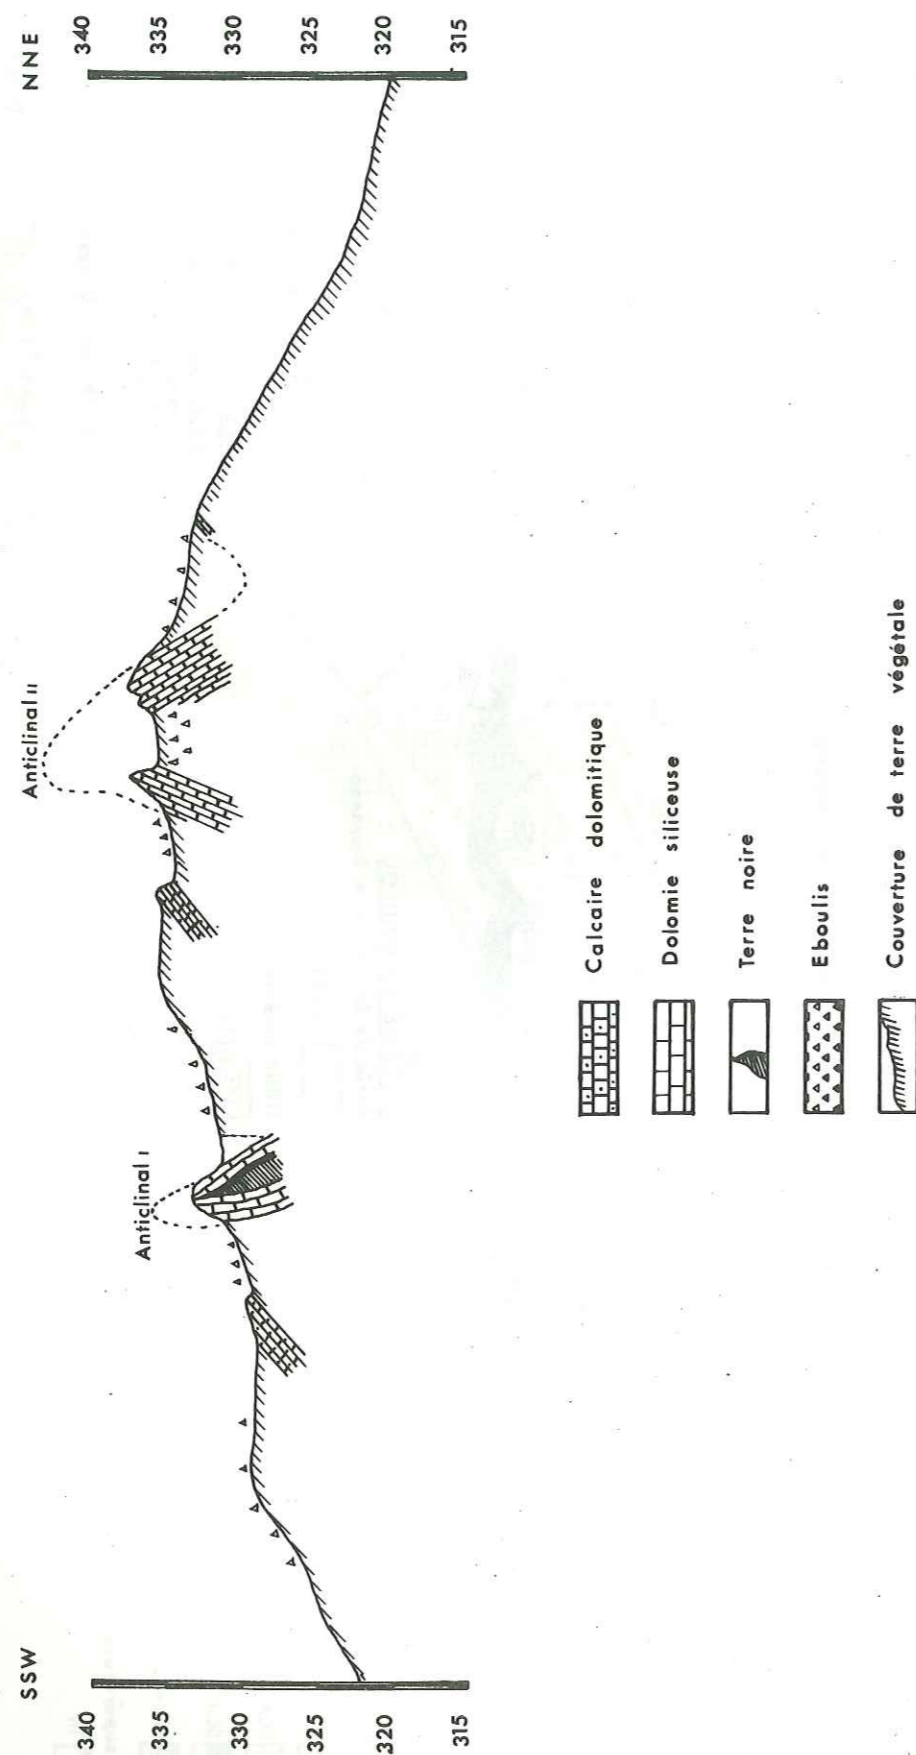 SSW
NNE
340
335
330
325
320
315
340
335
330
325
320
315
Anticlinal I
Anticlinal II
Calcaire dolomitique
Dolomie siliceuse
Terre noire
Eboulis
Couverture de terre végétale